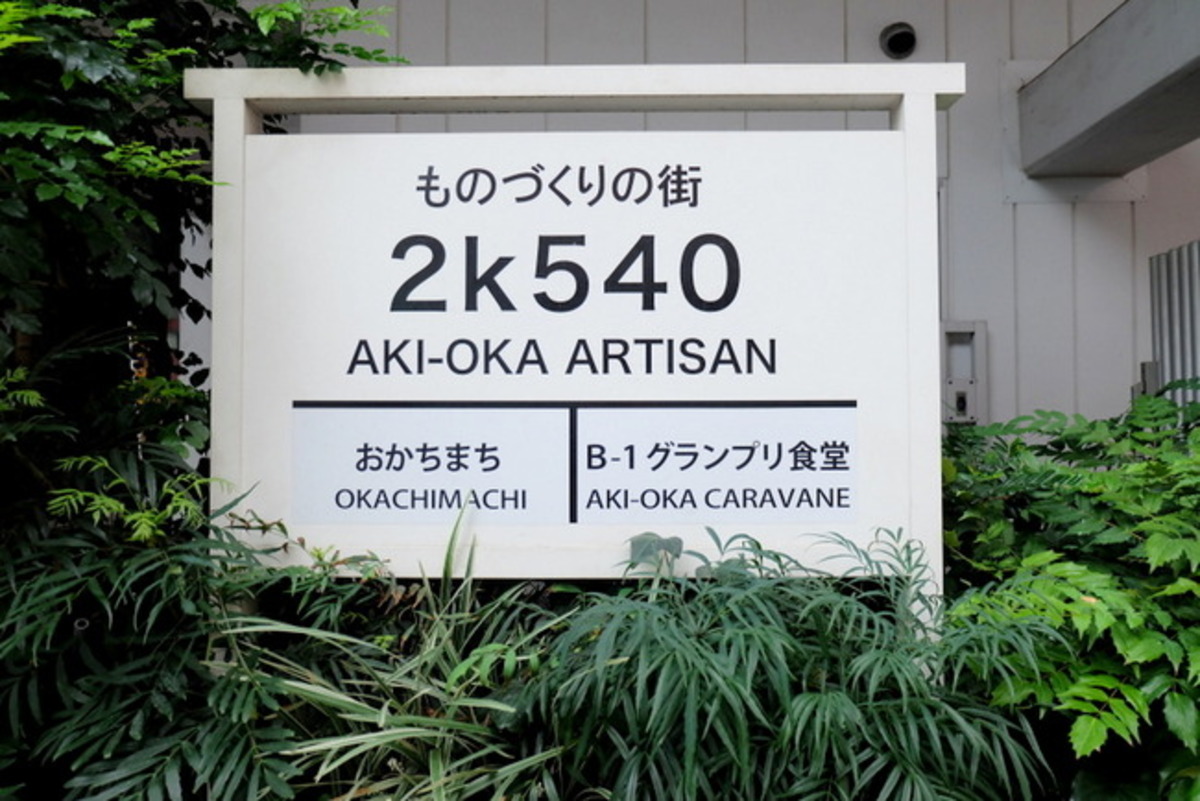 ものづくりの街
2k540
AKI-OKA ARTISAN
おかちまち
OKACHIMACHI
B-1グランプリ食堂
AKI-OKA CARAVANE